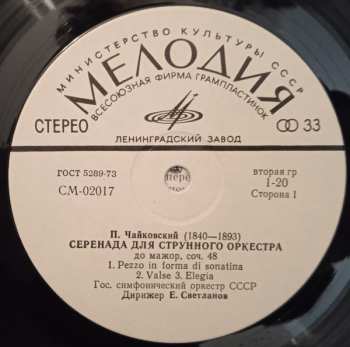 МИНИСТЕРСТВО КУЛЬТУРЫ СССР
МЕЛОДИЯ
ВСЕСОЮЗНАЯ ФИРМА ГРАМПЛАСТИНОК
СТЕРЕО
33
ЛЕНИНГРАДСКИЙ ЗАВОД
ГОСТ 5289-73
вторая гр
СМ-02017
1-20
Сторона 1
П. Чайковский (1840—1893)
СЕРЕНАДА ДЛЯ СТРУННОГО ОРКЕСТРА
до мажор, соч. 48
1. Pezzo in forma di sonatina
2. Valse 3. Elegia
Гос. симфонический оркестр СССР
Дирижер Е. Светланов